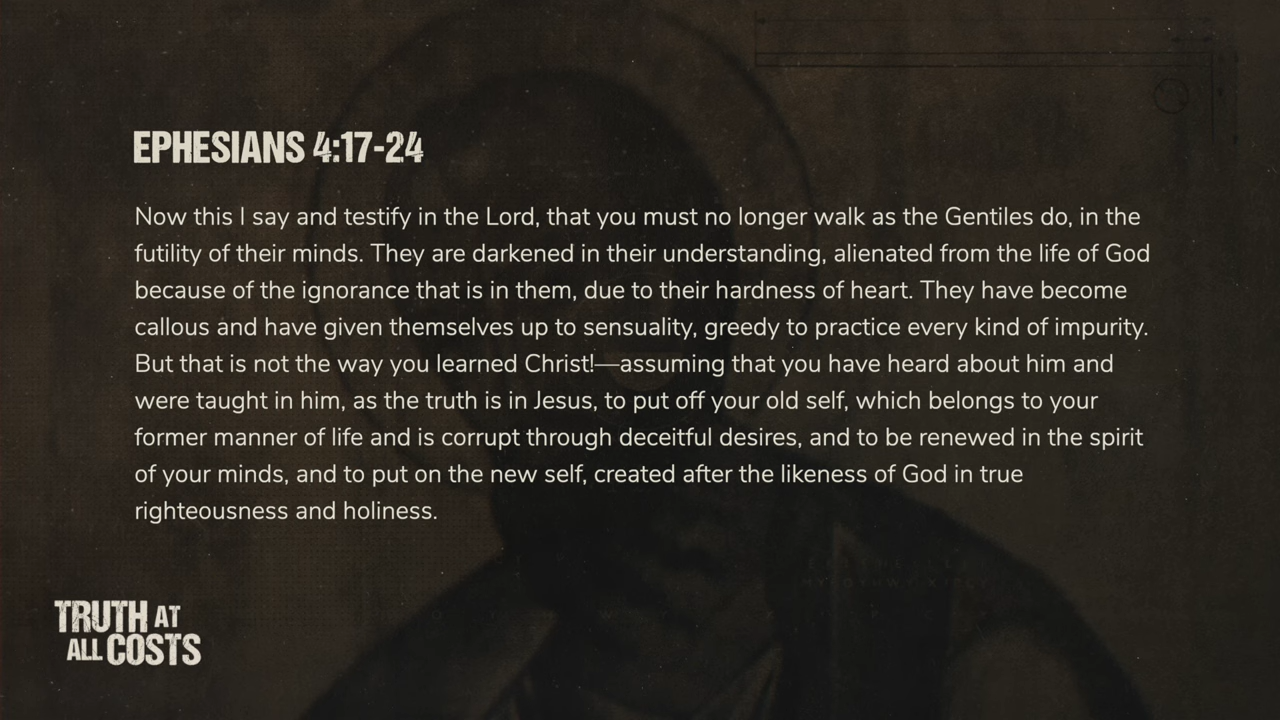 EPHESIANS 4:17-24
Now this I say and testify in the Lord, that you must no longer walk as the Gentiles do, in the
futility of their minds. They are darkened in their understanding, alienated from the life of God
because of the ignorance that is in them, due to their hardness of heart. They have become
callous and have given themselves up to sensuality, greedy to practice every kind of impurity.
But that is not the way you learned Christ!—assuming that you have heard about him and
were taught in him, as the truth is in Jesus, to put off your old self, which belongs to your
former manner of life and is corrupt through deceitful desires, and to be renewed in the spirit
of your minds, and to put on the new self, created after the likeness of God in true
righteousness and holiness.
TRUTH AT
ALL COSTS